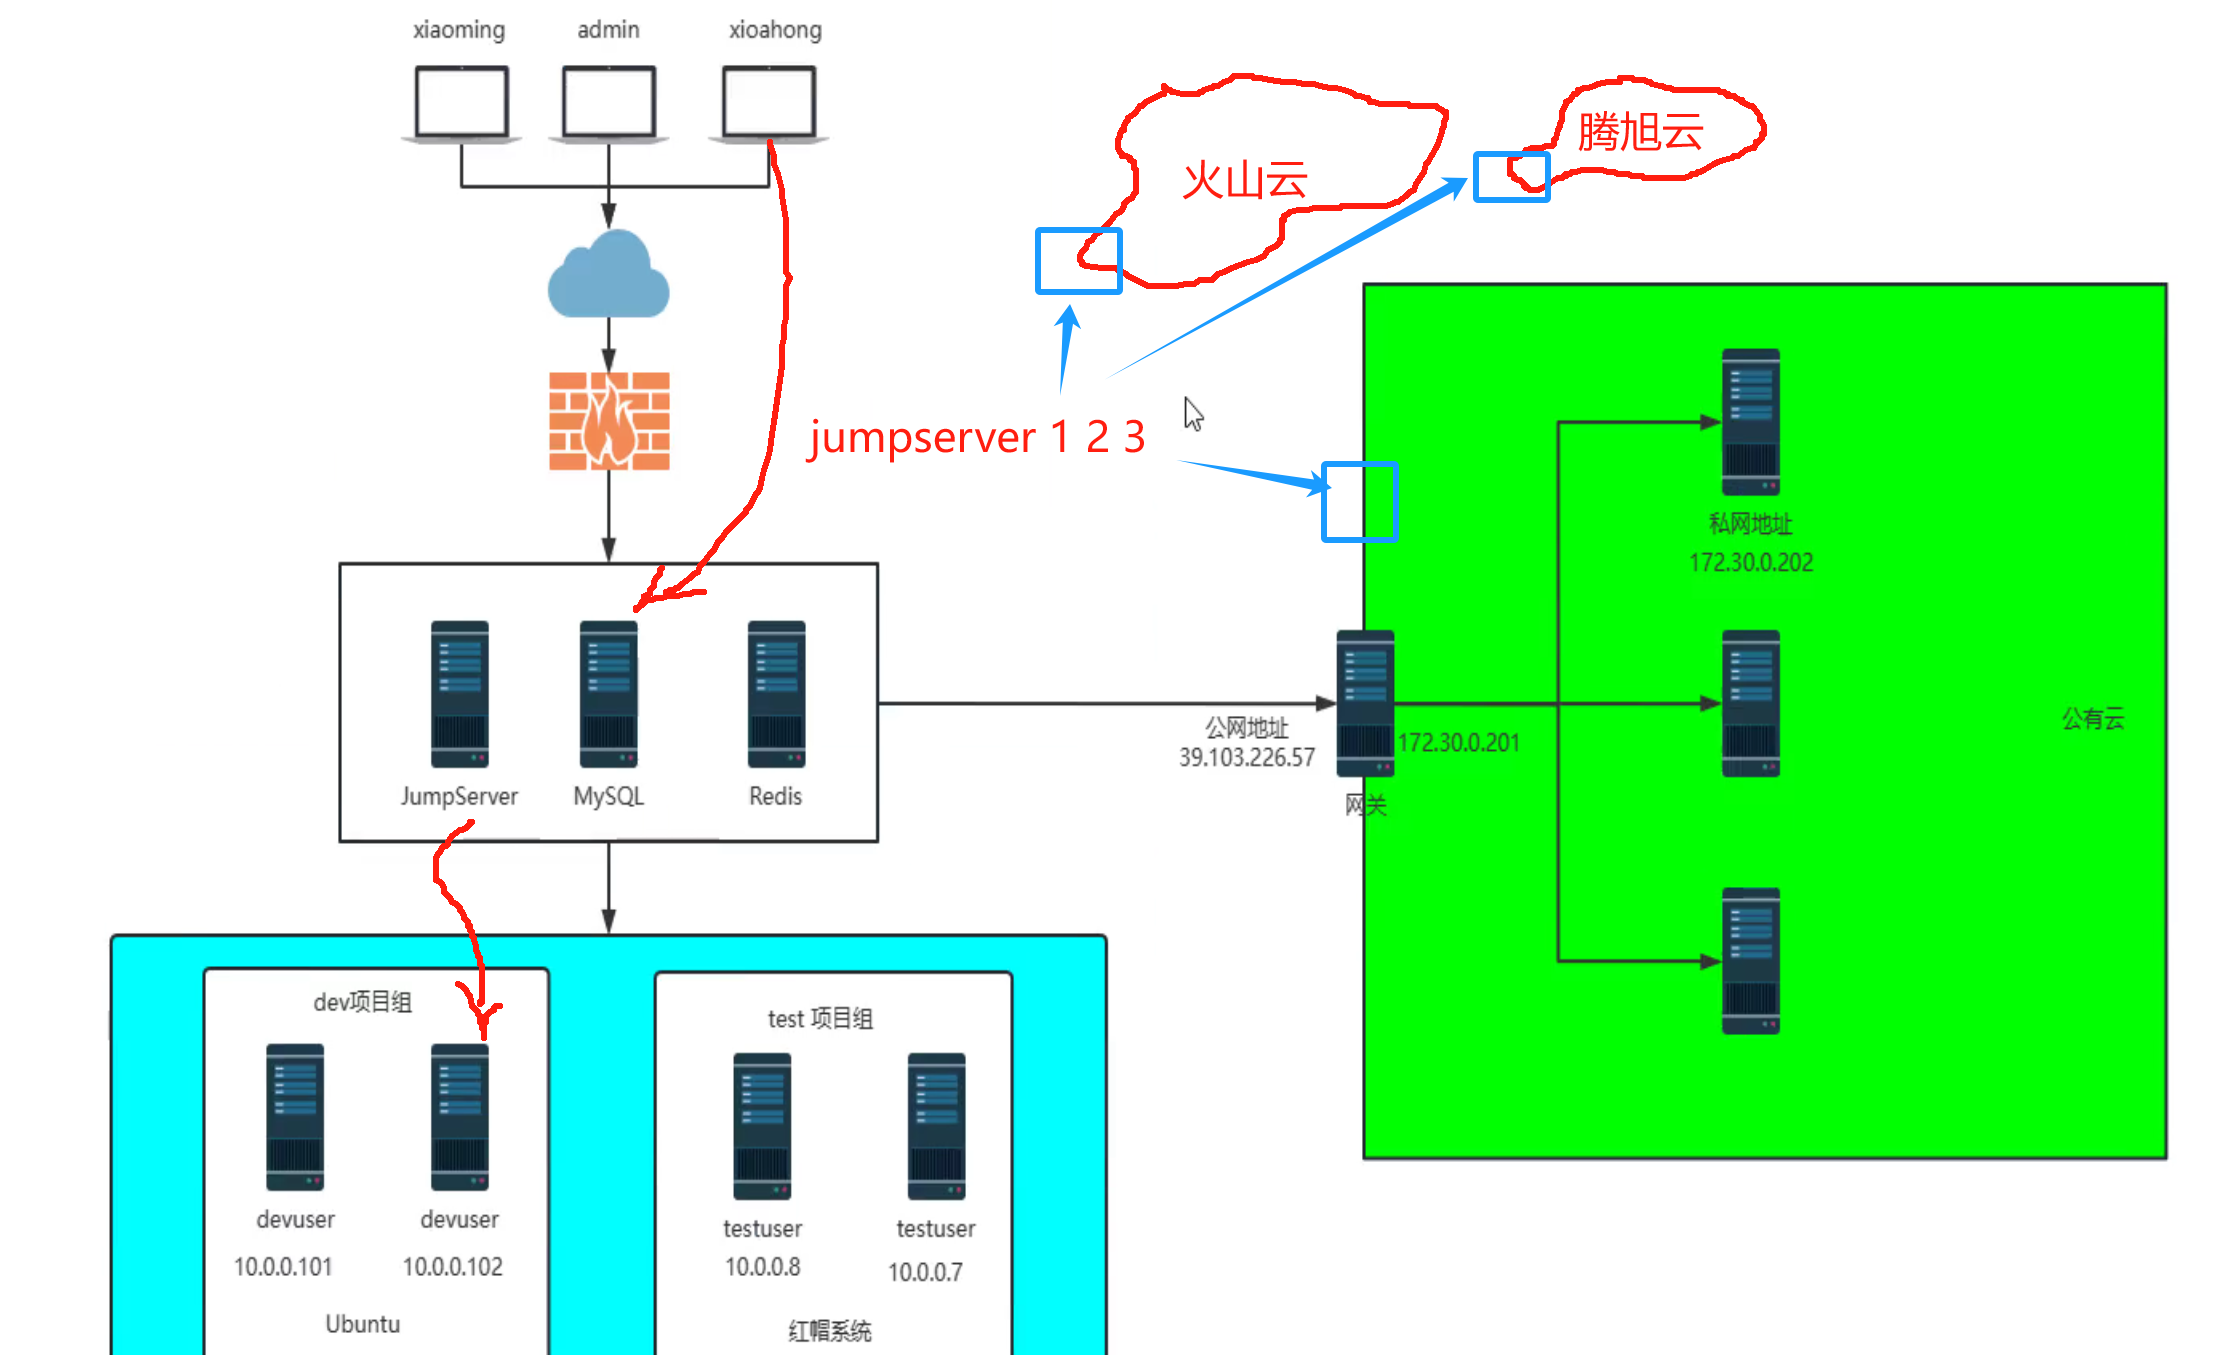 xiaoming
admin
xioahong
火山云
腾旭云
jumpserver 1 2 3
私网地址
172.30.0.202
JumpServer
MySQL
Redis
公网地址
39.103.226.57
172.30.0.201
网关
公有云
dev项目组
devuser
10.0.0.101
devuser
10.0.0.102
Ubuntu
test 项目组
testuser
10.0.0.8
testuser
10.0.0.7
红帽系统